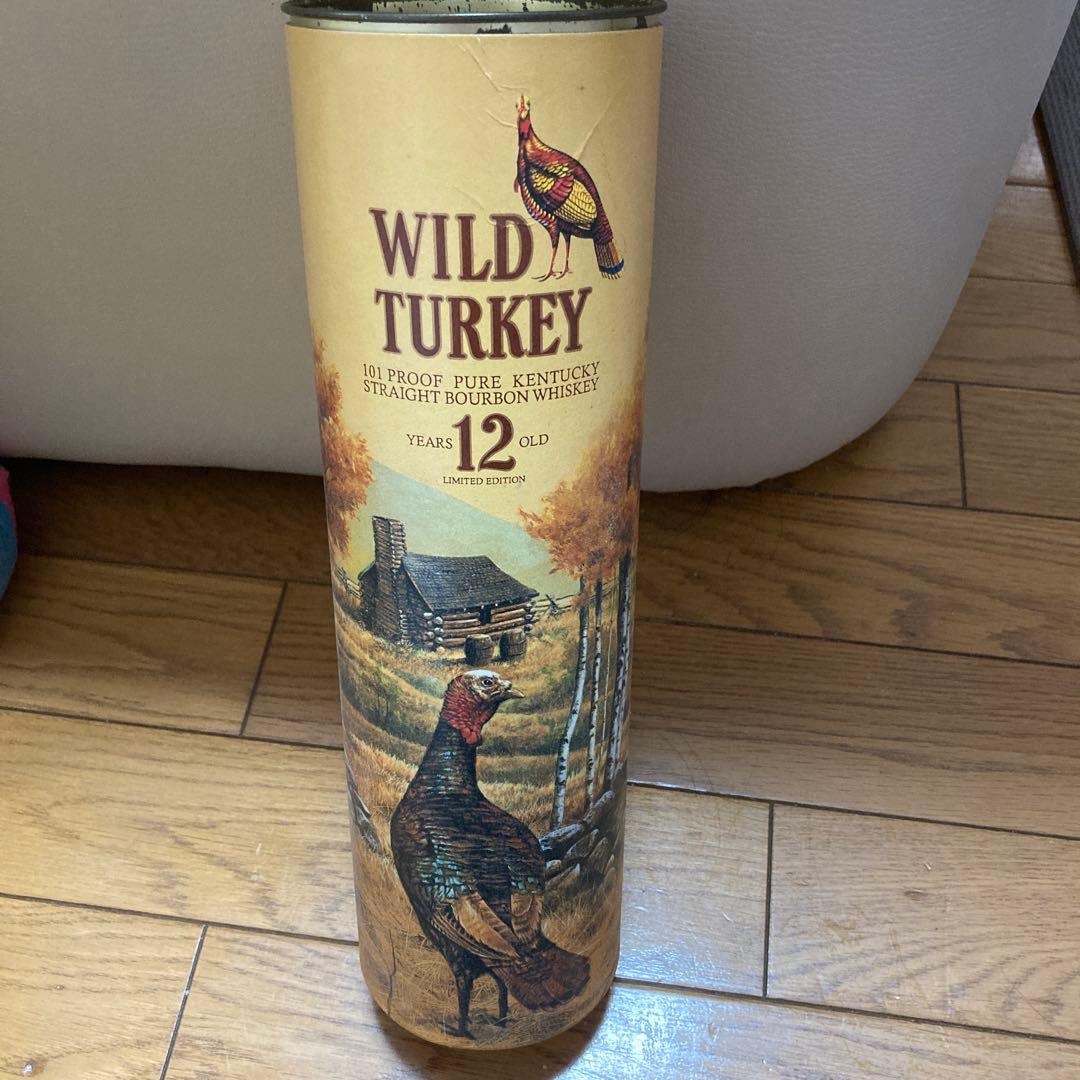 WILD
TURKEY
101 PROOF PURE KENTUCKY
STRAIGHT BOURBON WHISKEY
YEARS 12 OLD
LIMITED EDITION